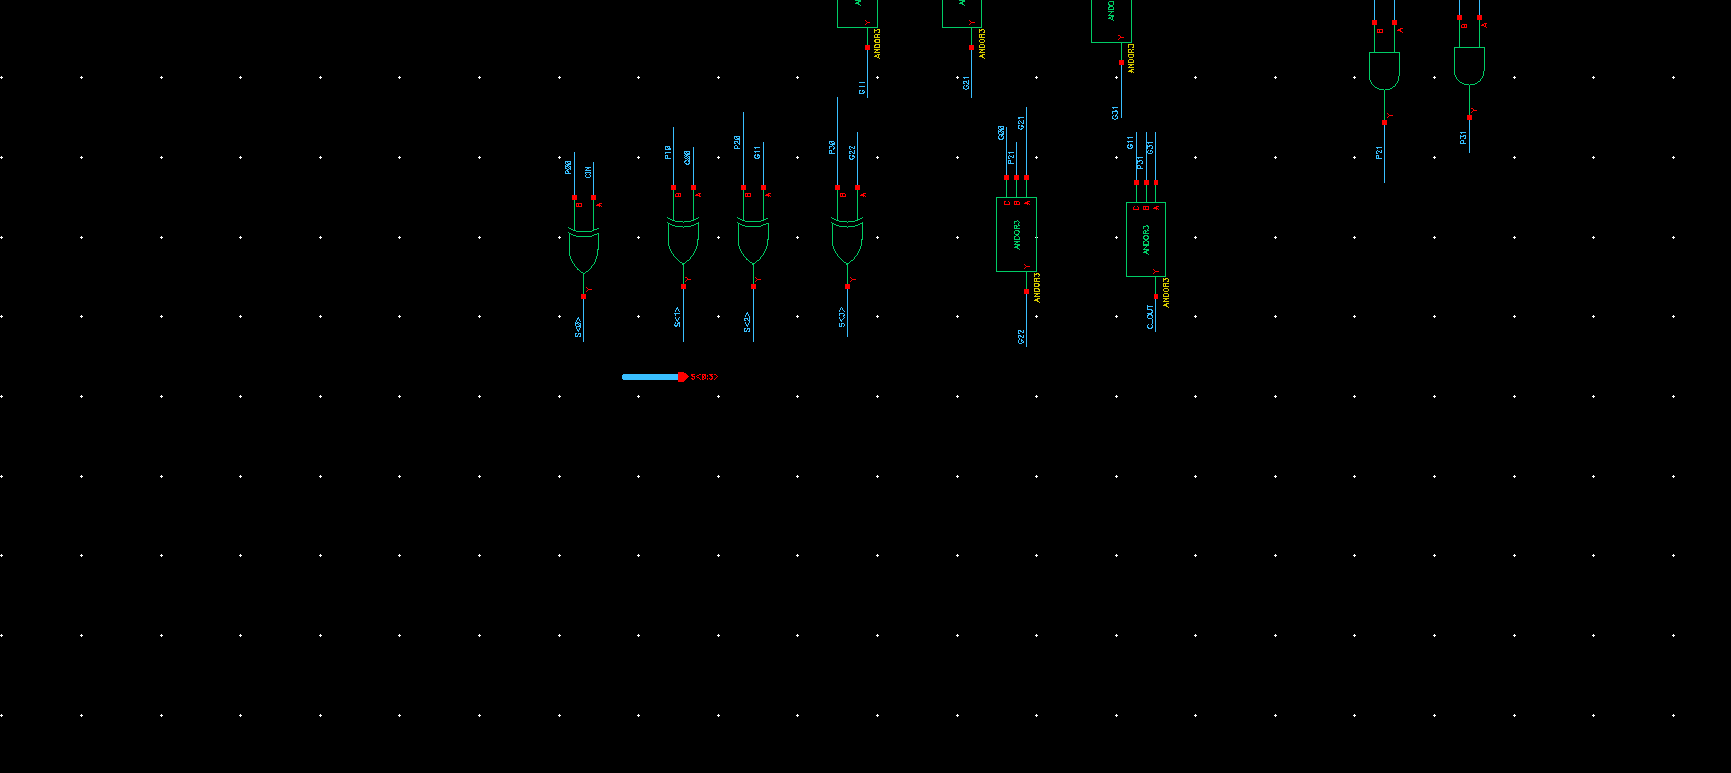 ANDOR3
G11
ANDOR3
G21
ANDOR3
G31
B
A
Y
P21
B
A
Y
P31
P00
CIN
B
A
Y
S<0>
P10
G00
B
A
Y
S<1>
P20
G11
B
A
Y
S<2>
P30
G22
B
A
Y
S<3>
G00
P21
G21
C
B
A
ANDOR3
Y
ANDOR3
G22
G11
P31
G31
C
B
A
ANDOR3
Y
ANDOR3
C_OUT
S<0:3>